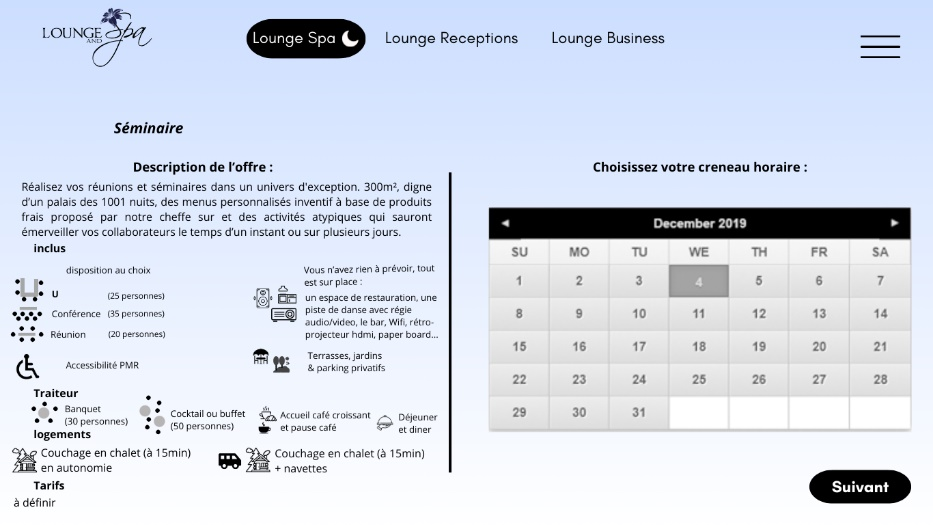 LOUNGE AND Spa
Lounge Spa
Lounge Receptions
Lounge Business
Séminaire
Description de l'offre :
Réalisez vos réunions et séminaires dans un univers d'exception. 300m², digne
d'un palais des 1001 nuits, des menus personnalisés inventif à base de produits
frais proposé par notre cheffe sur et des activités atypiques qui sauront
émerveiller vos collaborateurs le temps d'un instant ou sur plusieurs jours.
inclus
disposition au choix
U (25 personnes)
Conférence (35 personnes)
Réunion (20 personnes)
Accessibilité PMR
Vous n'avez rien à prévoir, tout
est sur place :
un espace de restauration, une
piste de danse avec régie
audio/video, le bar, Wifi, rétro-
projecteur hdmi, paper board...
Terrasses, jardins
& parking privatifs
Traiteur
Banquet
(30 personnes)
Cocktail ou buffet
(50 personnes)
Accueil café croissant
et pause café
Déjeuner
et diner
logements
Couchage en chalet (à 15min)
en autonomie
Couchage en chalet (à 15min)
+ navettes
Tarifs
à définir
Choisissez votre creneau horaire :
December 2019
SU MO TU WE TH FR SA
1 2 3 4 5 6 7
8 9 10 11 12 13 14
15 16 17 18 19 20 21
22 23 24 25 26 27 28
29 30 31
Suivant